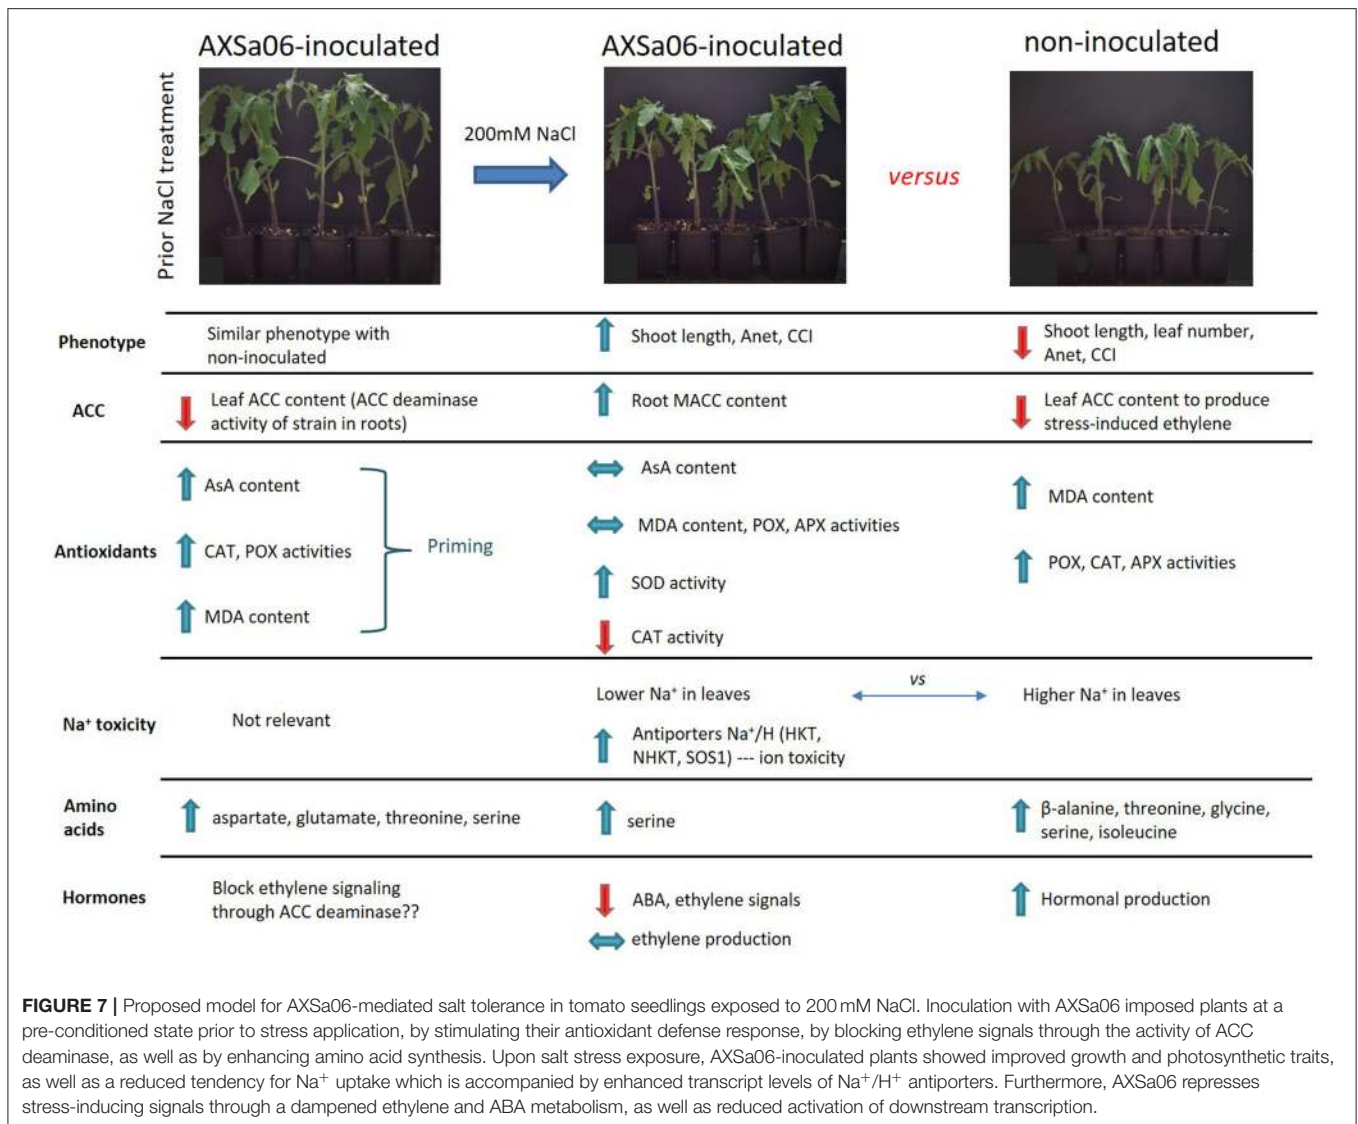 AXSa06-inoculated
AXSa06-inoculated
non-inoculated
Prior NaCl treatment
200mM NaCl
versus
Phenotype
Similar phenotype with
non-inoculated
Shoot length, Anet, CCI
Shoot length, leaf number,
Anet, CCI
ACC
Leaf ACC content (ACC deaminase
activity of strain in roots)
Root MACC content
Leaf ACC content to produce
stress-induced ethylene
Antioxidants
AsA content
CAT, POX activities
MDA content
Priming
AsA content
MDA content, POX, APX activities
SOD activity
CAT activity
MDA content
POX, CAT, APX activities
Na⁺ toxicity
Not relevant
Lower Na⁺ in leaves
vs
Higher Na⁺ in leaves
Antiporters Na⁺/H (HKT,
NHKT, SOS1) --- ion toxicity
Amino
acids
aspartate, glutamate, threonine, serine
serine
β-alanine, threonine, glycine,
serine, isoleucine
Hormones
Block ethylene signaling
through ACC deaminase??
ABA, ethylene signals
ethylene production
Hormonal production
FIGURE 7 | Proposed model for AXSa06-mediated salt tolerance in tomato seedlings exposed to 200 mM NaCl. Inoculation with AXSa06 imposed plants at a
pre-conditioned state prior to stress application, by stimulating their antioxidant defense response, by blocking ethylene signals through the activity of ACC
deaminase, as well as by enhancing amino acid synthesis. Upon salt stress exposure, AXSa06-inoculated plants showed improved growth and photosynthetic traits,
as well as a reduced tendency for Na⁺ uptake which is accompanied by enhanced transcript levels of Na⁺/H⁺ antiporters. Furthermore, AXSa06 represses
stress-inducing signals through a dampened ethylene and ABA metabolism, as well as reduced activation of downstream transcription.